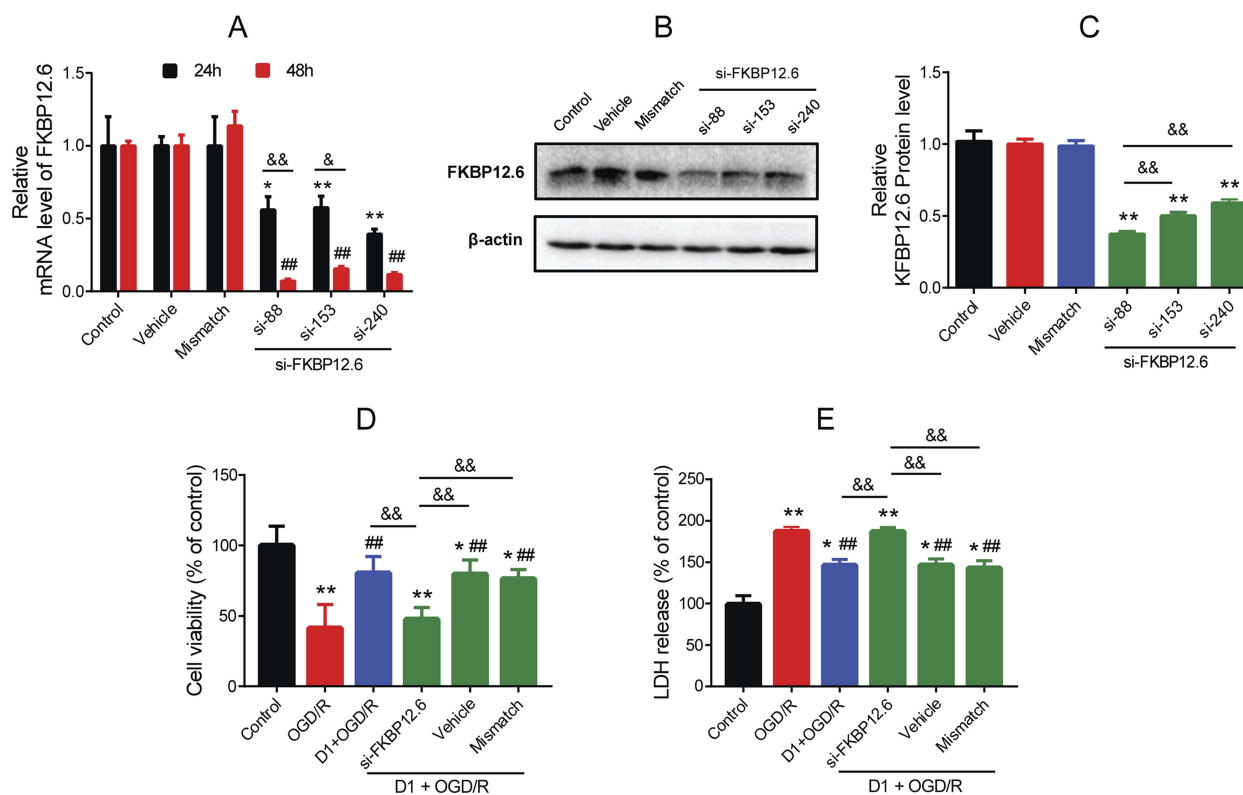 A
Relative
mRNA level of FKBP12.6
1.5
1.0
0.5
0.0
24h
48h
&&
&
*
**
**
##
##
##
Control
Vehicle
Mismatch
si-88
si-153
si-240
si-FKBP12.6
B
si-FKBP12.6
Control
Vehicle
Mismatch
si-88
si-153
si-240
FKBP12.6
β-actin
C
Relative
KFBP12.6 Protein level
1.5
1.0
0.5
0.0
&&
&&
**
**
**
Control
Vehicle
Mismatch
si-88
si-153
si-240
si-FKBP12.6
D
Cell viability (% of control)
150
100
50
0
&&
&&
&&
**
##
**
* ##
* ##
Control
OGD/R
D1+OGD/R
si-FKBP12.6
Vehicle
Mismatch
D1 + OGD/R
E
LDH release (% of control)
250
200
150
100
50
0
&&
&&
&&
**
* ##
**
* ##
* ##
Control
OGD/R
D1+OGD/R
si-FKBP12.6
Vehicle
Mismatch
D1 + OGD/R